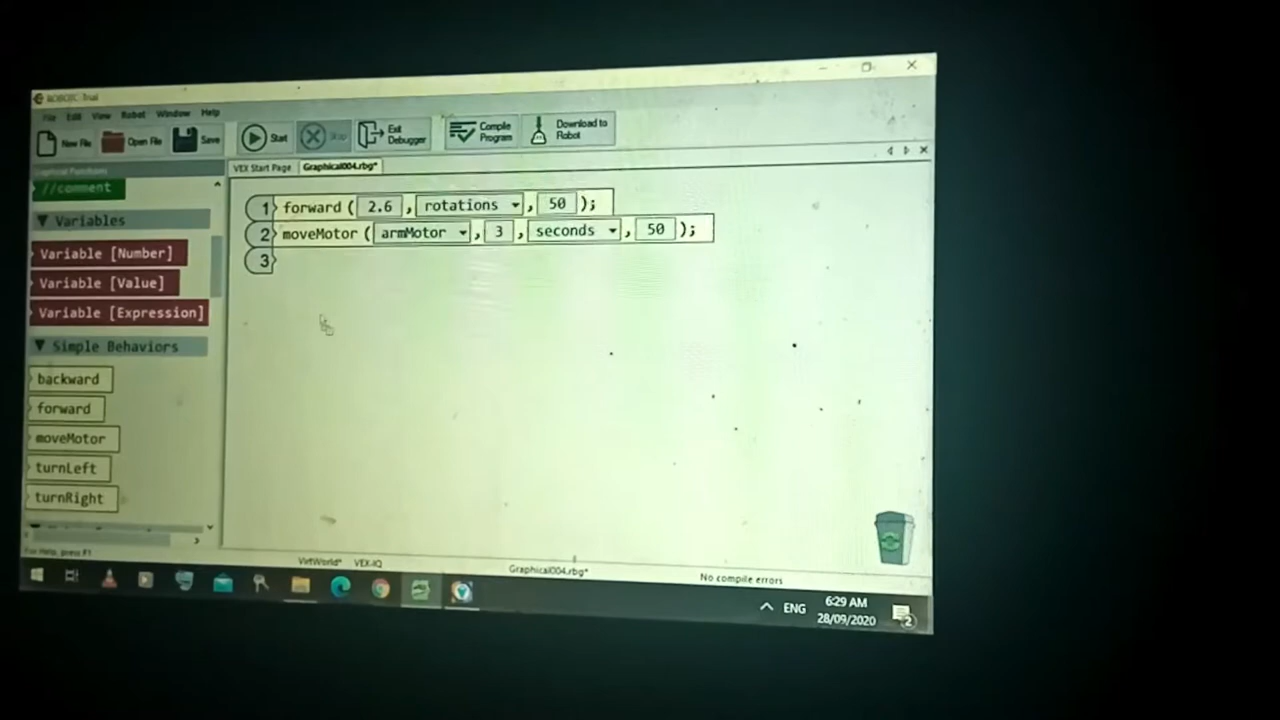 ROBOTC Trial
File Edit View Robot Window Help
New File Open File Save Start Stop Exit Debugger Compile Program Download to Robot
Graphical Functions
VEX Start Page Graphical004.rbg*
//comment
Variables
Variable [Number]
Variable [Value]
Variable [Expression]
Simple Behaviors
backward
forward
moveMotor
turnLeft
turnRight
1 forward ( 2.6 , rotations , 50 );
2 moveMotor ( armMotor , 3 , seconds , 50 );
3
For Help, press F1
VirtWorld* VEX-IQ Graphical004.rbg* No compile errors
ENG 6:29 AM
28/09/2020 2